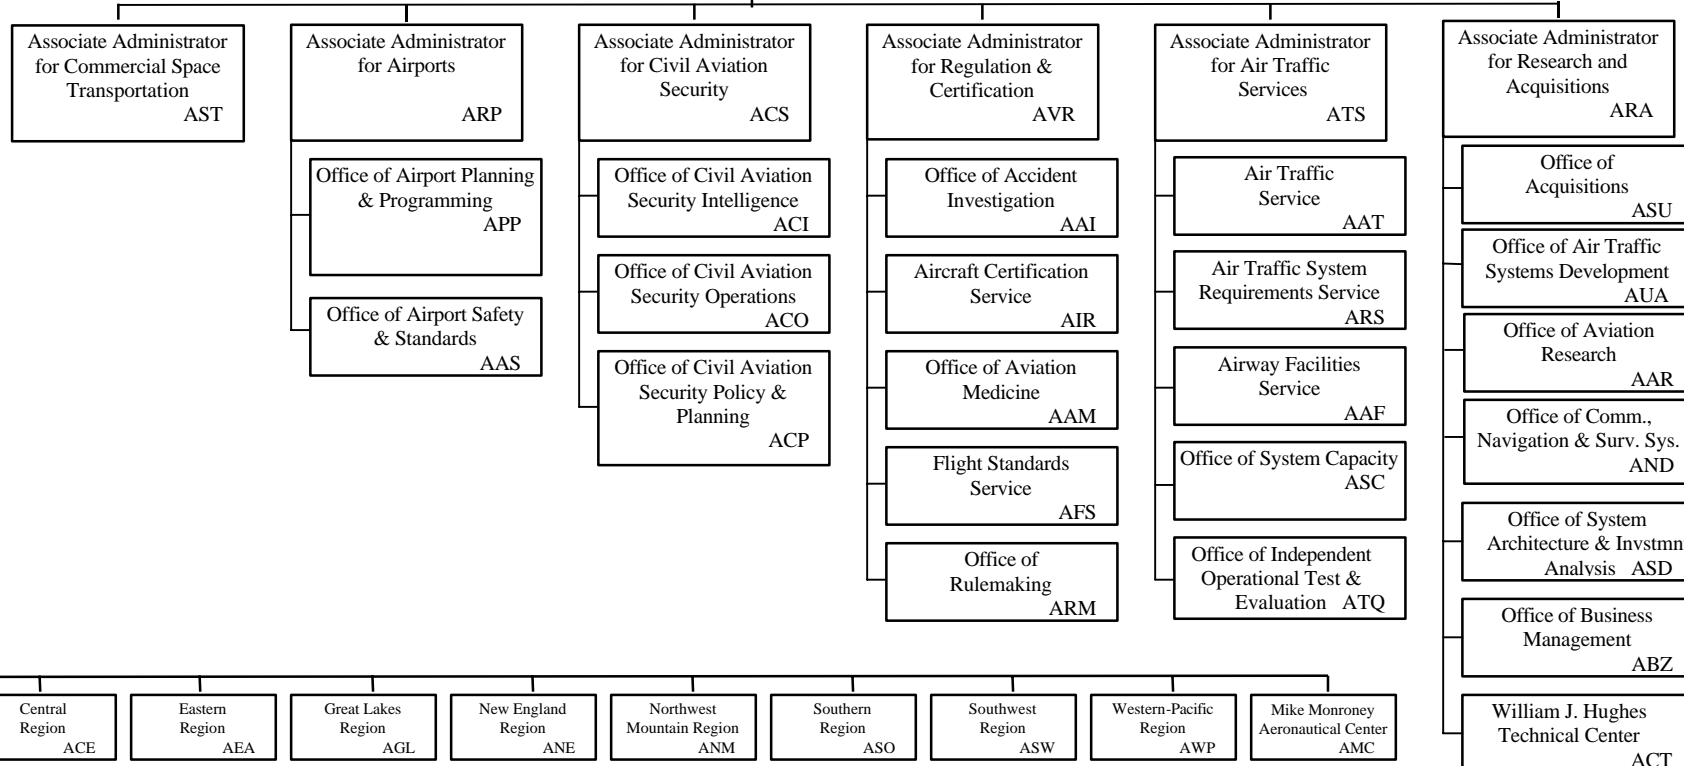 Associate Administrator
for Commercial Space
Transportation
AST
Associate Administrator
for Airports
ARP
Office of Airport Planning
& Programming
APP
Office of Airport Safety
& Standards
AAS
Associate Administrator
for Civil Aviation
Security
ACS
Office of Civil Aviation
Security Intelligence
ACI
Office of Civil Aviation
Security Operations
ACO
Office of Civil Aviation
Security Policy &
Planning
ACP
Associate Administrator
for Regulation &
Certification
AVR
Office of Accident
Investigation
AAI
Aircraft Certification
Service
AIR
Office of Aviation
Medicine
AAM
Flight Standards
Service
AFS
Office of
Rulemaking
ARM
Associate Administrator
for Air Traffic
Services
ATS
Air Traffic
Service
AAT
Air Traffic System
Requirements Service
ARS
Airway Facilities
Service
AAF
Office of System Capacity
ASC
Office of Independent
Operational Test &
Evaluation ATQ
Associate Administrator
for Research and
Acquisitions
ARA
Office of
Acquisitions
ASU
Office of Air Traffic
Systems Development
AUA
Office of Aviation
Research
AAR
Office of Comm.,
Navigation & Surv. Sys.
AND
Office of System
Architecture & Invstmn
Analysis ASD
Office of Business
Management
ABZ
William J. Hughes
Technical Center
ACT
Central
Region
ACE
Eastern
Region
AEA
Great Lakes
Region
AGL
New England
Region
ANE
Northwest
Mountain Region
ANM
Southern
Region
ASO
Southwest
Region
ASW
Western-Pacific
Region
AWP
Mike Monroney
Aeronautical Center
AMC